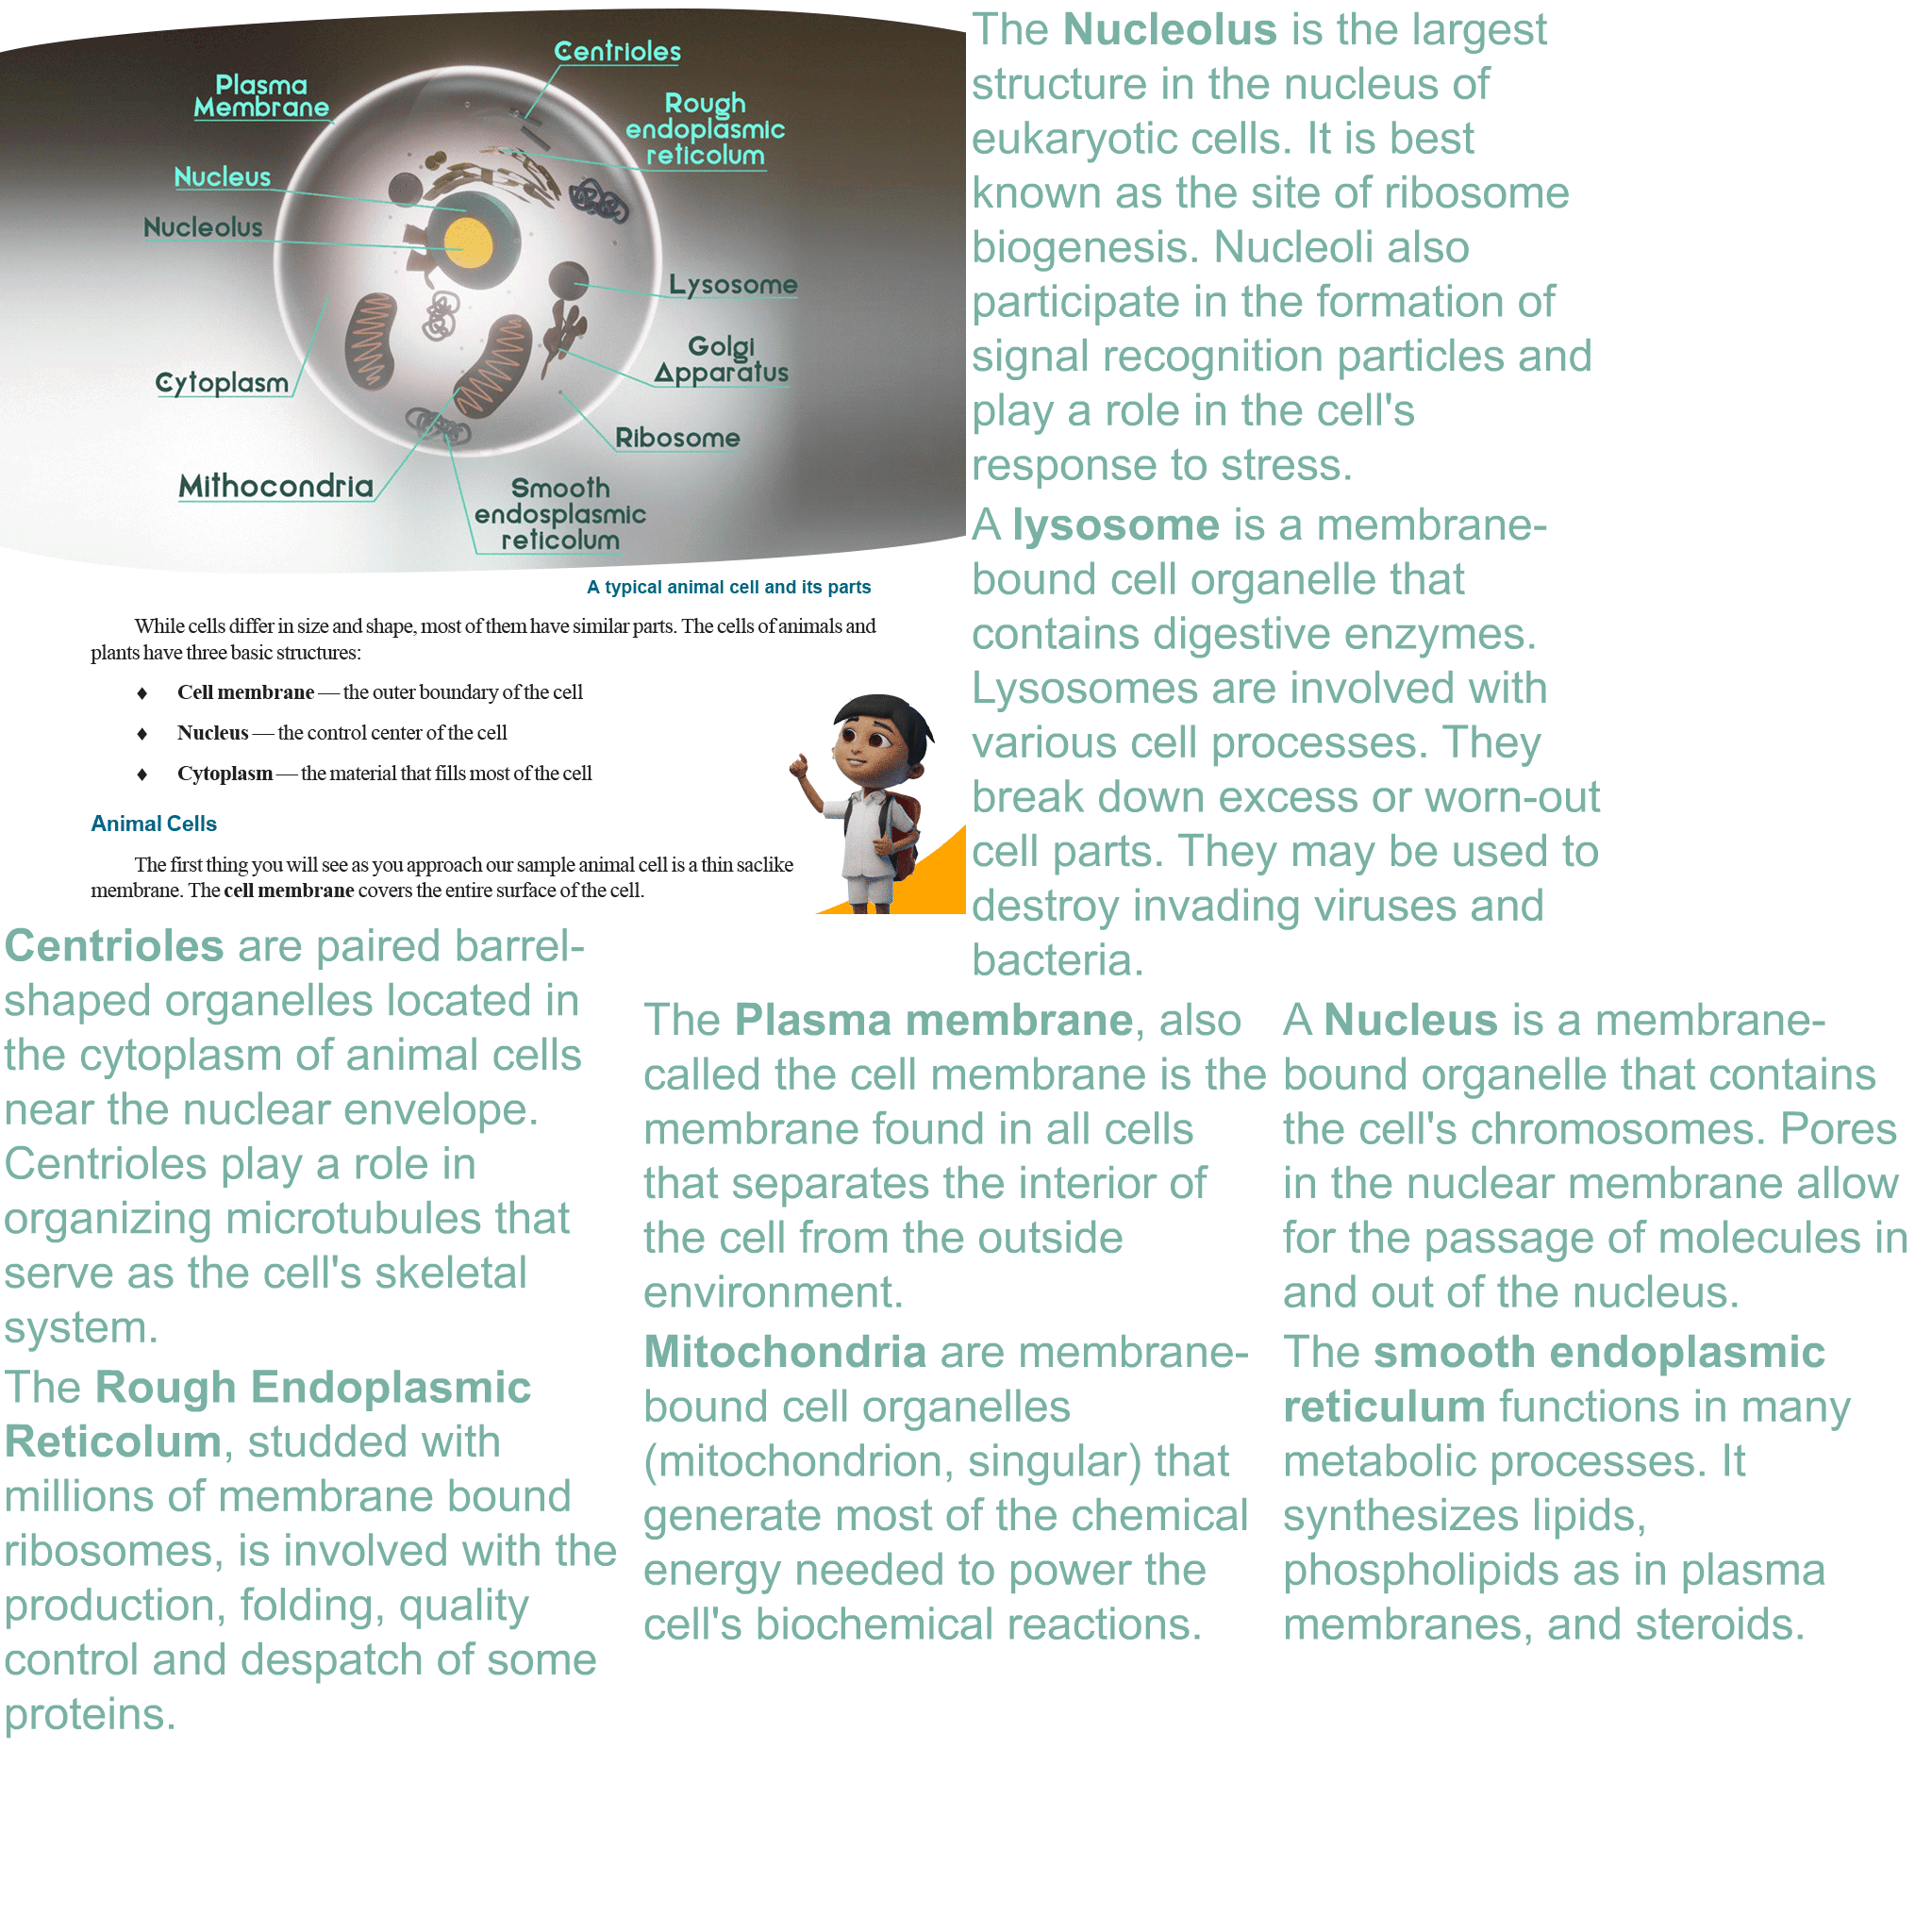 Centrioles
Plasma
Membrane
Rough
endoplasmic
reticolum
Nucleus
Nucleolus
Lysosome
Golgi
Apparatus
Cytoplasm
Ribosome
Mithocondria
Smooth
endosplasmic
reticolum
A typical animal cell and its parts
While cells differ in size and shape, most of them have similar parts. The cells of animals and
plants have three basic structures:
♦ Cell membrane — the outer boundary of the cell
♦ Nucleus — the control center of the cell
♦ Cytoplasm — the material that fills most of the cell
Animal Cells
The first thing you will see as you approach our sample animal cell is a thin saclike
membrane. The cell membrane covers the entire surface of the cell.
The Nucleolus is the largest
structure in the nucleus of
eukaryotic cells. It is best
known as the site of ribosome
biogenesis. Nucleoli also
participate in the formation of
signal recognition particles and
play a role in the cell's
response to stress.
A lysosome is a membrane-
bound cell organelle that
contains digestive enzymes.
Lysosomes are involved with
various cell processes. They
break down excess or worn-out
cell parts. They may be used to
destroy invading viruses and
bacteria.
Centrioles are paired barrel-
shaped organelles located in
the cytoplasm of animal cells
near the nuclear envelope.
Centrioles play a role in
organizing microtubules that
serve as the cell's skeletal
system.
The Plasma membrane, also
called the cell membrane is the
membrane found in all cells
that separates the interior of
the cell from the outside
environment.
A Nucleus is a membrane-
bound organelle that contains
the cell's chromosomes. Pores
in the nuclear membrane allow
for the passage of molecules in
and out of the nucleus.
The Rough Endoplasmic
Reticolum, studded with
millions of membrane bound
ribosomes, is involved with the
production, folding, quality
control and despatch of some
proteins.
Mitochondria are membrane-
bound cell organelles
(mitochondrion, singular) that
generate most of the chemical
energy needed to power the
cell's biochemical reactions.
The smooth endoplasmic
reticulum functions in many
metabolic processes. It
synthesizes lipids,
phospholipids as in plasma
membranes, and steroids.